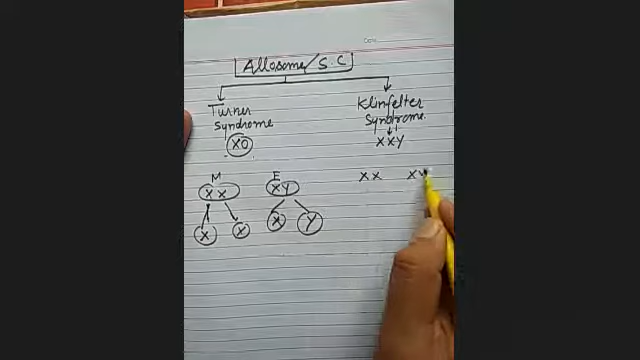 Allosome/S.C
Turner
Syndrome
XO
Klinfelter
Syndrome
XXY
M
XX
E
XY
XX
X X
X Y